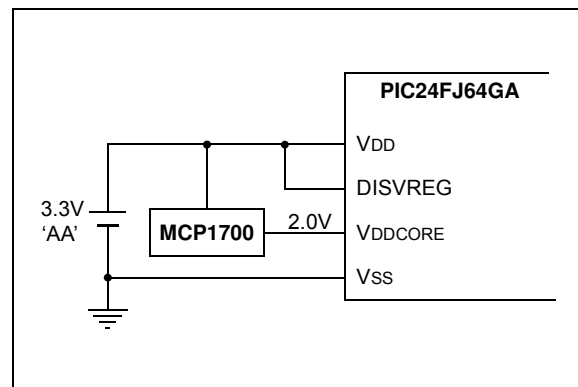 PIC24FJ64GA
VDD
DISVREG
3.3V
'AA'
MCP1700
2.0V
VDDCORE
VSS